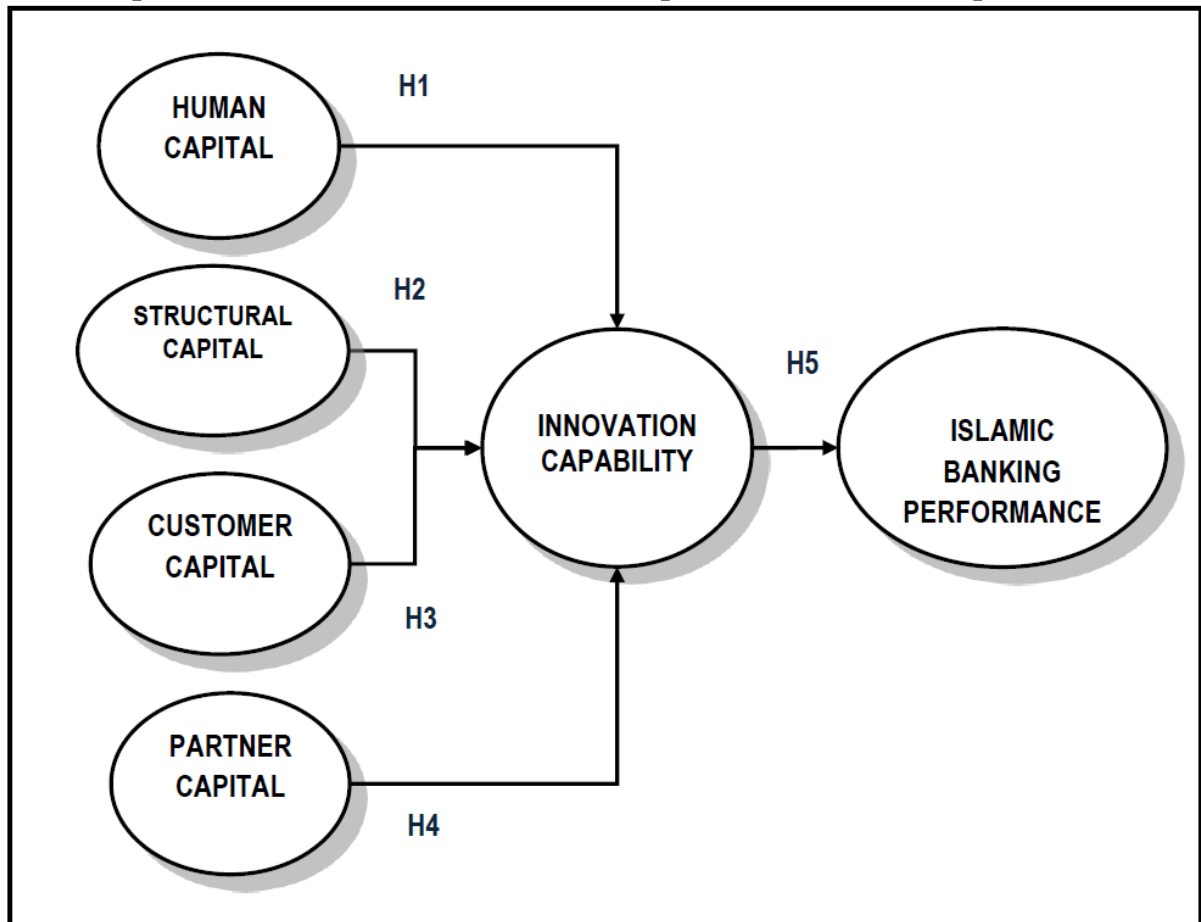 HUMAN
CAPITAL
H1
STRUCTURAL
CAPITAL
H2
CUSTOMER
CAPITAL
H3
PARTNER
CAPITAL
H4
INNOVATION
CAPABILITY
H5
ISLAMIC
BANKING
PERFORMANCE